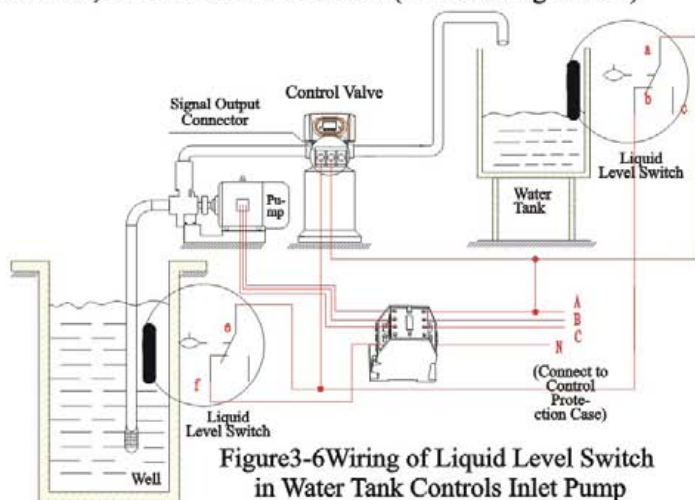 Signal Output
Connector
Control Valve
a
b
c
Liquid
Level Switch
Pu-
mp
Water
Tank
A
B
C
N
e
f
(Connect to
Control
Prote-
ction Case)
Liquid
Level Switch
Well
Figure3-6Wiring of Liquid Level Switch
in Water Tank Controls Inlet Pump